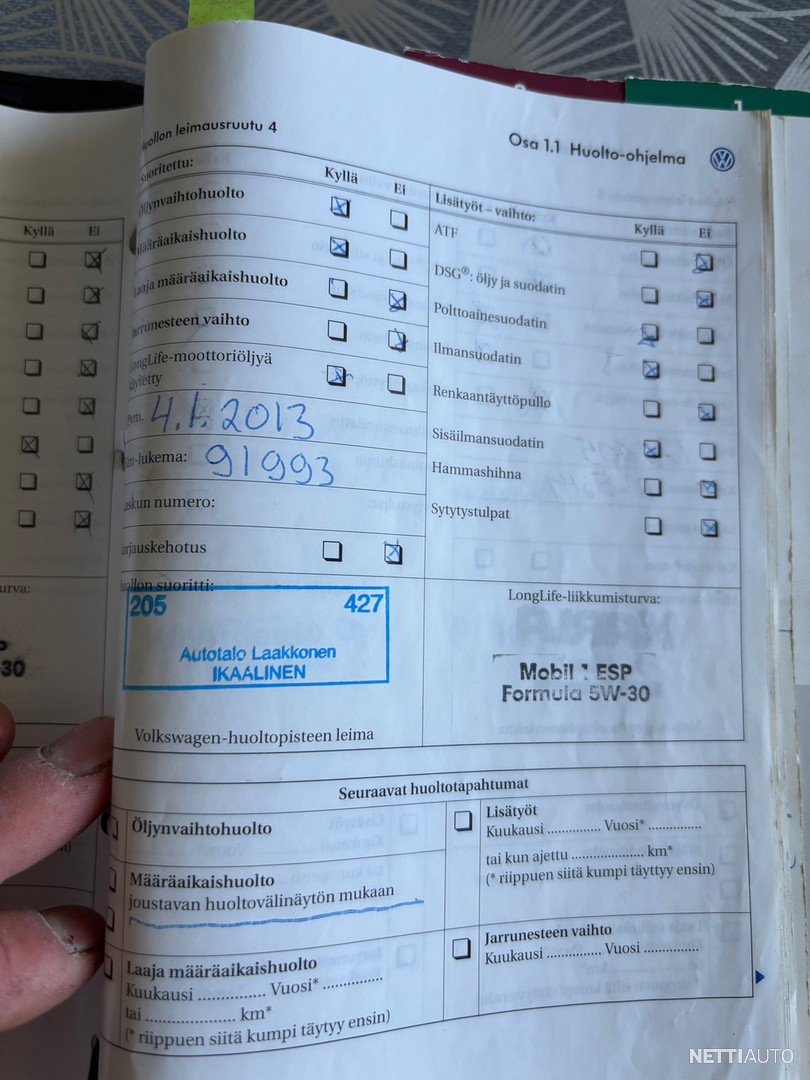 Huollon leimausruutu 4
Osa 1.1 Huolto-ohjelma
Suoritettu:
Kyllä Ei
Öljynvaihtohuolto
Määräaikaishuolto
Laaja määräaikaishuolto
Jarrunesteen vaihto
LongLife-moottoriöljyä
käytetty
Pvm. 4.1.2013
Km-lukema: 91993
Laskun numero:
Korjauskehotus
Lisätyöt – vaihto:
Kyllä Ei
ATF
DSG®: öljy ja suodatin
Polttoainesuodatin
Ilmansuodatin
Renkaantäyttöpullo
Sisäilmansuodatin
Hammashihna
Sytytystulpat
Huollon suoritti:
205 427
Autotalo Laakkonen
IKAALINEN
Volkswagen-huoltopisteen leima
LongLife-liikkumisturva:
Mobil 1 ESP
Formula 5W-30
Seuraavat huoltotapahtumat
Öljynvaihtohuolto
Määräaikaishuolto
joustavan huoltovälinäytön mukaan
Laaja määräaikaishuolto
Kuukausi ............... Vuosi* ...............
tai ..................... km*
(* riippuen siitä kumpi täytyy ensin)
Lisätyöt
Kuukausi ............... Vuosi* ...............
tai kun ajettu ..................... km*
(* riippuen siitä kumpi täytyy ensin)
Jarrunesteen vaihto
Kuukausi ............... Vuosi ...............
Kyllä Ei
urva:
30
NETTIAUTO